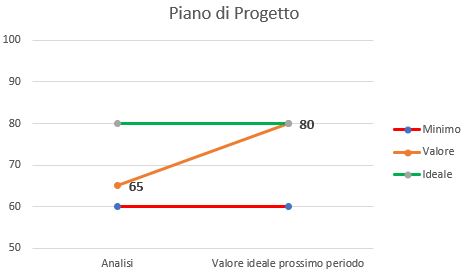 Piano di Progetto
100
90
80
70
60
50
65
80
Analisi
Valore ideale prossimo periodo
Minimo
Valore
Ideale